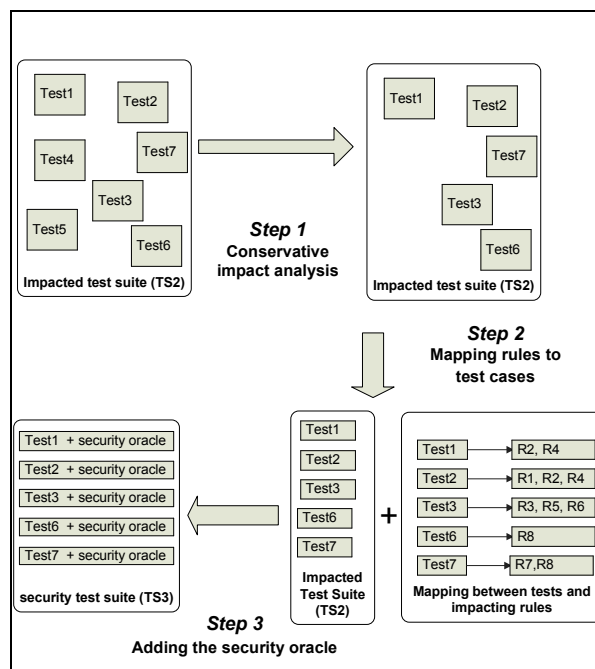 Test1
Test2
Test4
Test7
Test3
Test5
Test6
Impacted test suite (TS2)
Step 1
Conservative
impact analysis
Test1
Test2
Test7
Test3
Test6
Impacted test suite (TS2)
Step 2
Mapping rules to
test cases
Test1 + security oracle
Test2 + security oracle
Test3 + security oracle
Test6 + security oracle
Test7 + security oracle
security test suite (TS3)
Test1
Test2
Test3
Test6
Test7
Impacted
Test Suite
(TS2)
+
Test1 R2, R4
Test2 R1, R2, R4
Test3 R3, R5, R6
Test6 R8
Test7 R7,R8
Mapping between tests and
impacting rules
Step 3
Adding the security oracle